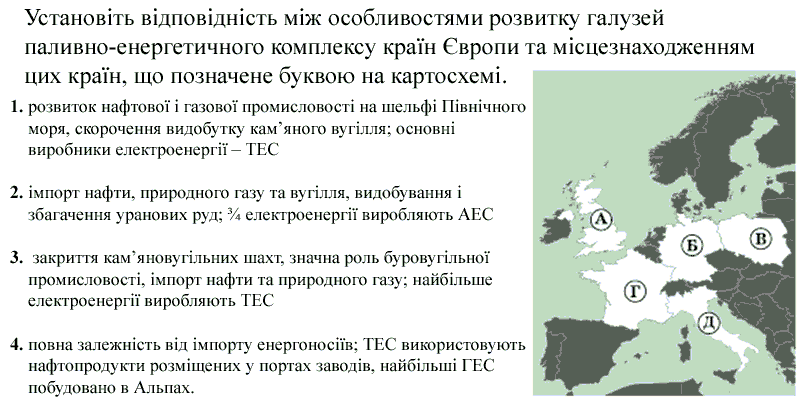 Установіть відповідність між особливостями розвитку галузей
паливно-енергетичного комплексу країн Європи та місцезнаходженням
цих країн, що позначене буквою на картосхемі.
1. розвиток нафтової і газової промисловості на шельфі Північного
моря, скорочення видобутку кам’яного вугілля; основні
виробники електроенергії – ТЕС
2. імпорт нафти, природного газу та вугілля, видобування і
збагачення уранових руд; ¾ електроенергії виробляють АЕС
3. закриття кам’яновугільних шахт, значна роль буровугільної
промисловості, імпорт нафти та природного газу; найбільше
електроенергії виробляють ТЕС
4. повна залежність від імпорту енергоносіїв; ТЕС використовують
нафтопродукти розміщених у портах заводів, найбільші ГЕС
побудовано в Альпах.
А
Б
В
Г
Д